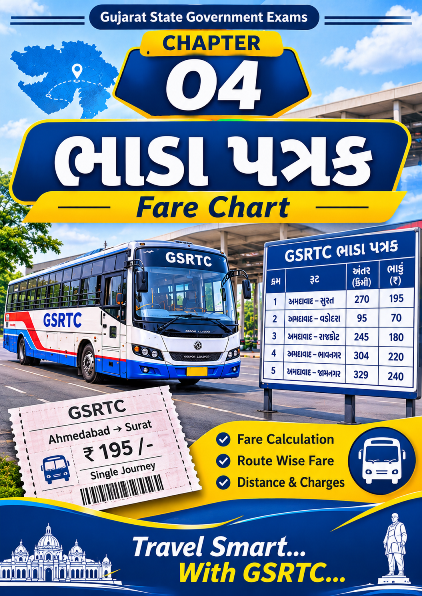 Gujarat State Government Exams
CHAPTER
04
ભાડા પત્રક
Fare Chart
GSRTC
GSRTC
GSRTC ભાડા પત્રક
ક્રમ રૂટ અંતર (કિમી) ભાડું (₹)
1 અમદાવાદ – સુરત 270 195
2 અમદાવાદ – વડોદરા 95 70
3 અમદાવાદ – રાજકોટ 245 180
4 અમદાવાદ – ભાવનગર 304 220
5 અમદાવાદ – જામનગર 329 240
GSRTC
Ahmedabad → Surat
₹ 195 /-
Single Journey
Fare Calculation
Route Wise Fare
Distance & Charges
Travel Smart...
With GSRTC...